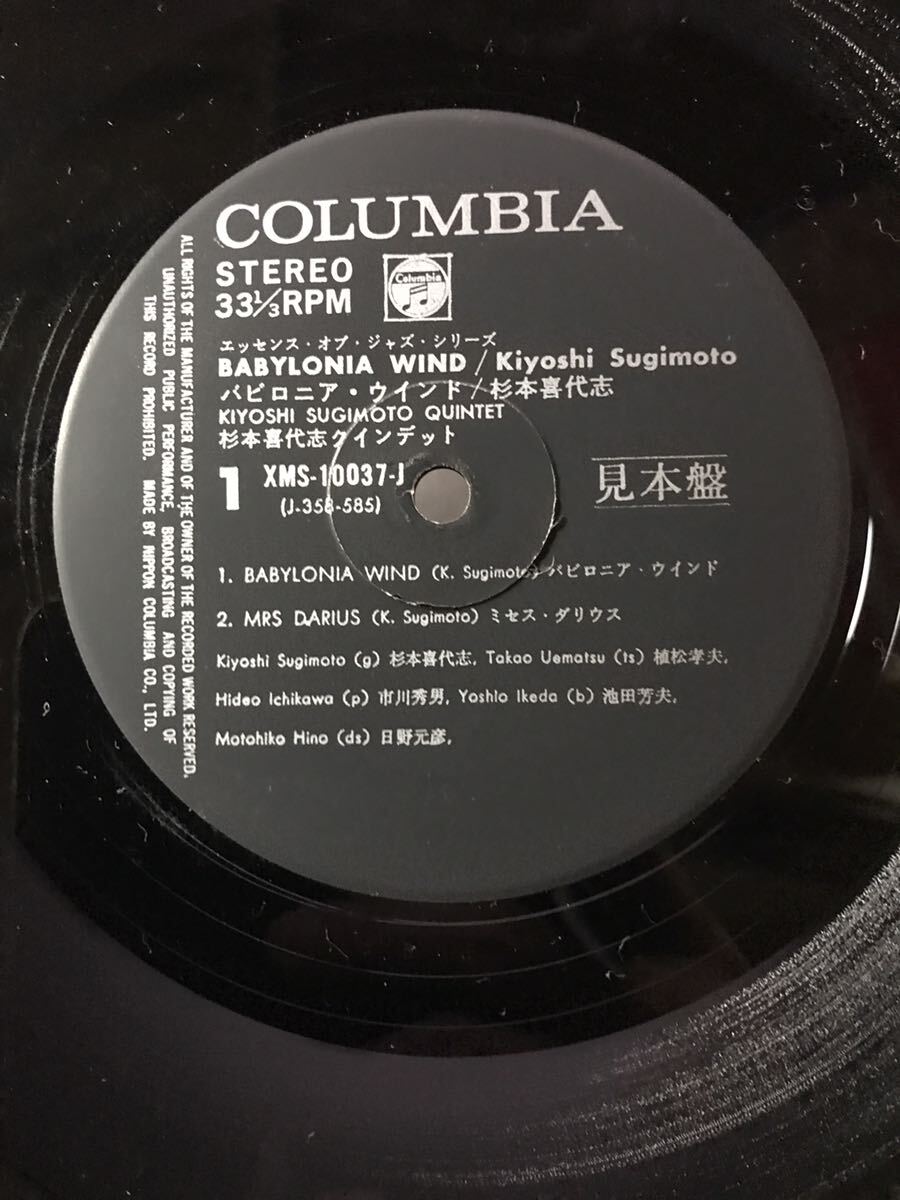 COLUMBIA
STEREO
33 1/3 RPM
Columbia
エッセンス・オブ・ジャズ・シリーズ
BABYLONIA WIND / Kiyoshi Sugimoto
バビロニア・ウインド/杉本喜代志
KIYOSHI SUGIMOTO QUINTET
杉本喜代志クインデット
1 XMS-10037-J
(J-358-585)
見本盤
1. BABYLONIA WIND (K. Sugimoto) バビロニア・ウインド
2. MRS DARIUS (K. Sugimoto) ミセス・ダリウス
Kiyoshi Sugimoto (g) 杉本喜代志, Takao Uematsu (ts) 植松孝夫,
Hideo Ichikawa (p) 市川秀男, Yoshio Ikeda (b) 池田芳夫,
Motohiko Hino (ds) 日野元彦,
ALL RIGHTS OF THE MANUFACTURER AND OF THE OWNER OF THE RECORDED WORK RESERVED.
UNAUTHORIZED PUBLIC PERFORMANCE, BROADCASTING AND COPYING OF
THIS RECORD PROHIBITED. MADE BY NIPPON COLUMBIA CO., LTD.